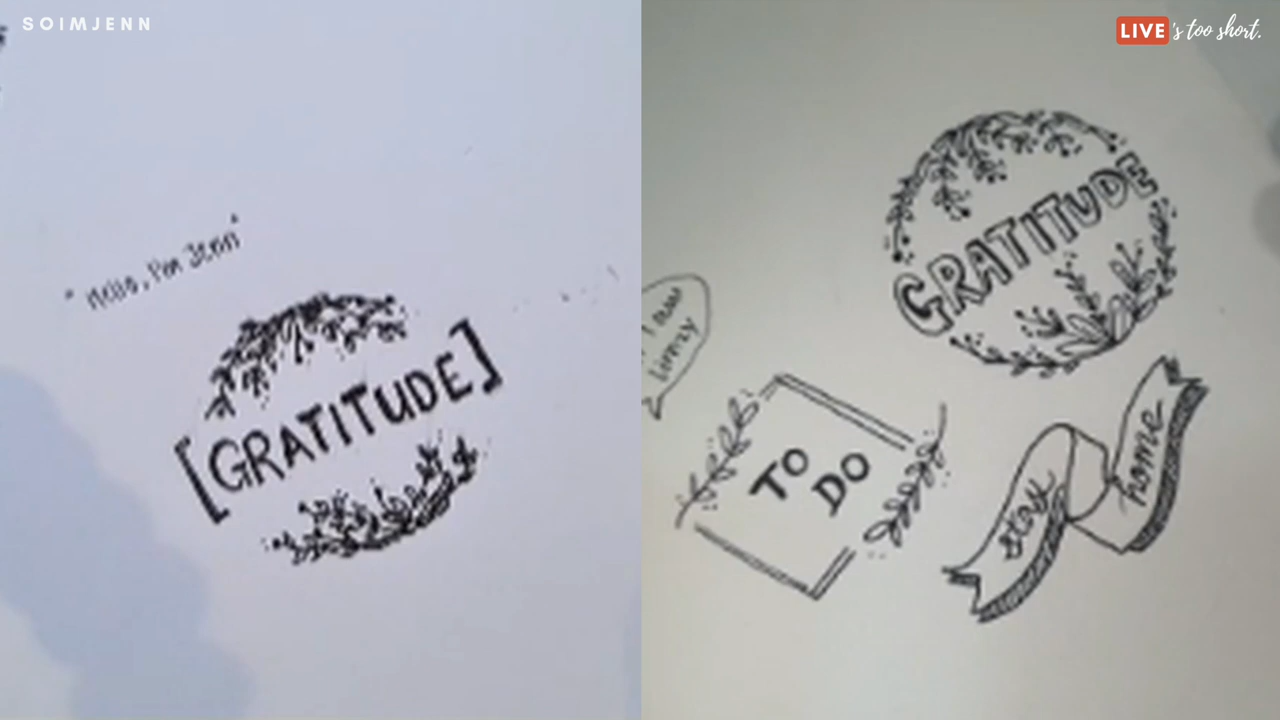 SOIMJENN
LIVE's too short.
"Hello, I'm Jenn"
[GRATITUDE]
GRATITUDE
TO
DO
stay
home